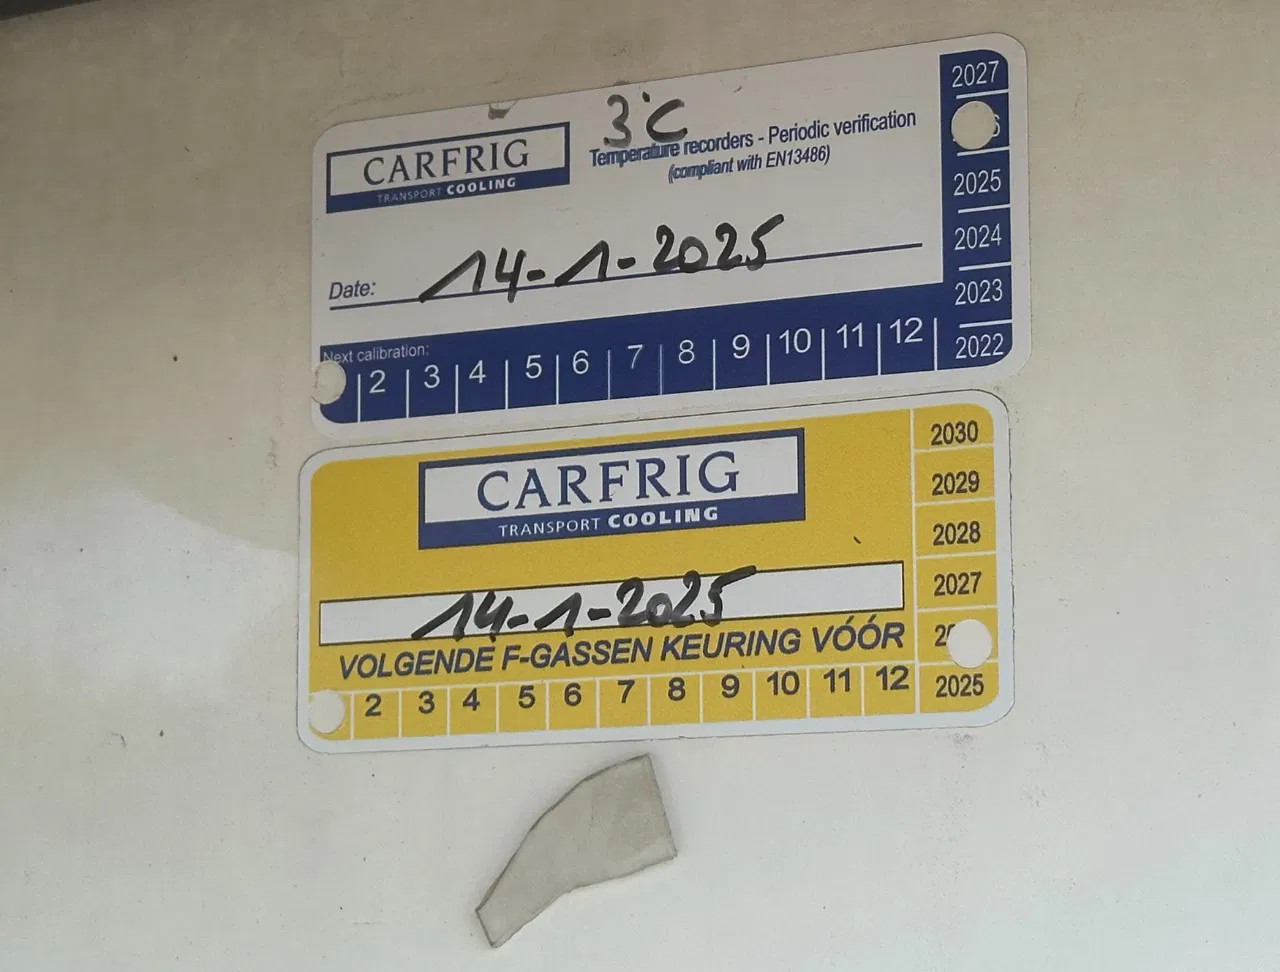 3°C
CARFRIG
TRANSPORT COOLING
Temperature recorders - Periodic verification
(compliant with EN13486)
Date: 14-1-2025
Next calibration:
2 3 4 5 6 7 8 9 10 11 12
2027
2025
2024
2023
2022
CARFRIG
TRANSPORT COOLING
14-1-2025
VOLGENDE F-GASSEN KEURING VÓÓR
2 3 4 5 6 7 8 9 10 11 12
2030
2029
2028
2027
2025